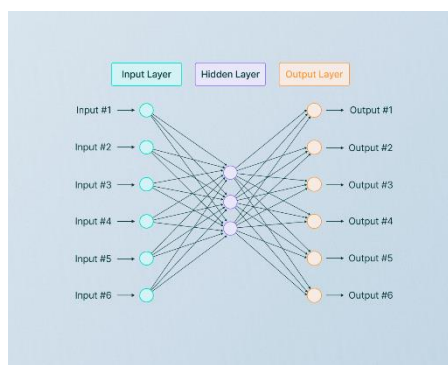 Input Layer Hidden Layer Output Layer
Input #1 Output #1
Input #2 Output #2
Input #3 Output #3
Input #4 Output #4
Input #5 Output #5
Input #6 Output #6